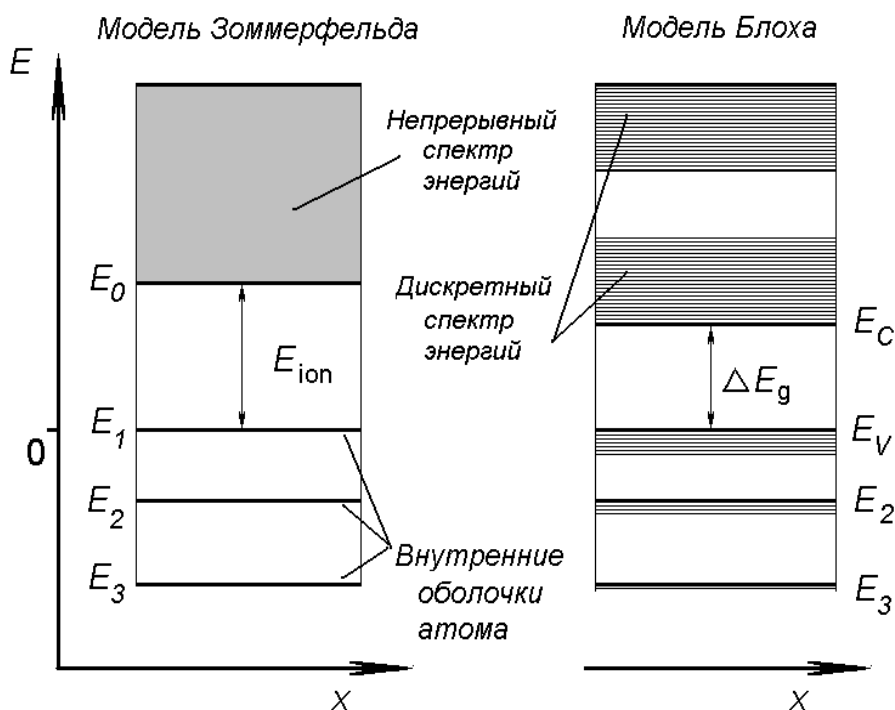 Модель Зоммерфельда
Модель Блоха
E
Непрерывный
спектр
энергий
E0
Дискретный
спектр
энергий
EC
Eion
△Eg
E1
0
EV
E2
E2
Внутренние
оболочки
атома
E3
E3
X
X